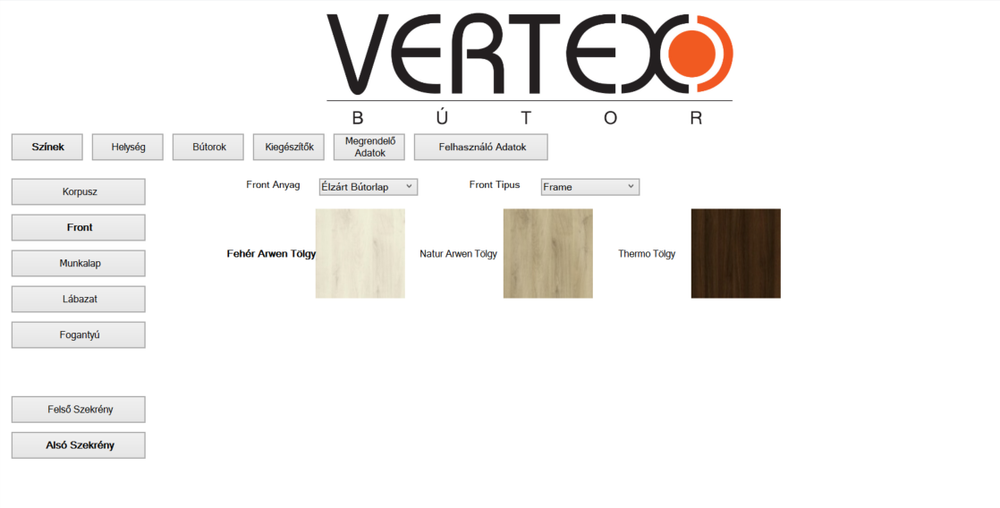 VERTEX
B Ú T O R
Színek
Helység
Bútorok
Kiegészítők
Megrendelő
Adatok
Felhasználó Adatok
Korpusz
Front Anyag
Élzárt Bútorlap
Front Tipus
Frame
Front
Munkalap
Fehér Arwen Tölgy
Natur Arwen Tölgy
Thermo Tölgy
Lábazat
Fogantyú
Felső Szekrény
Alsó Szekrény